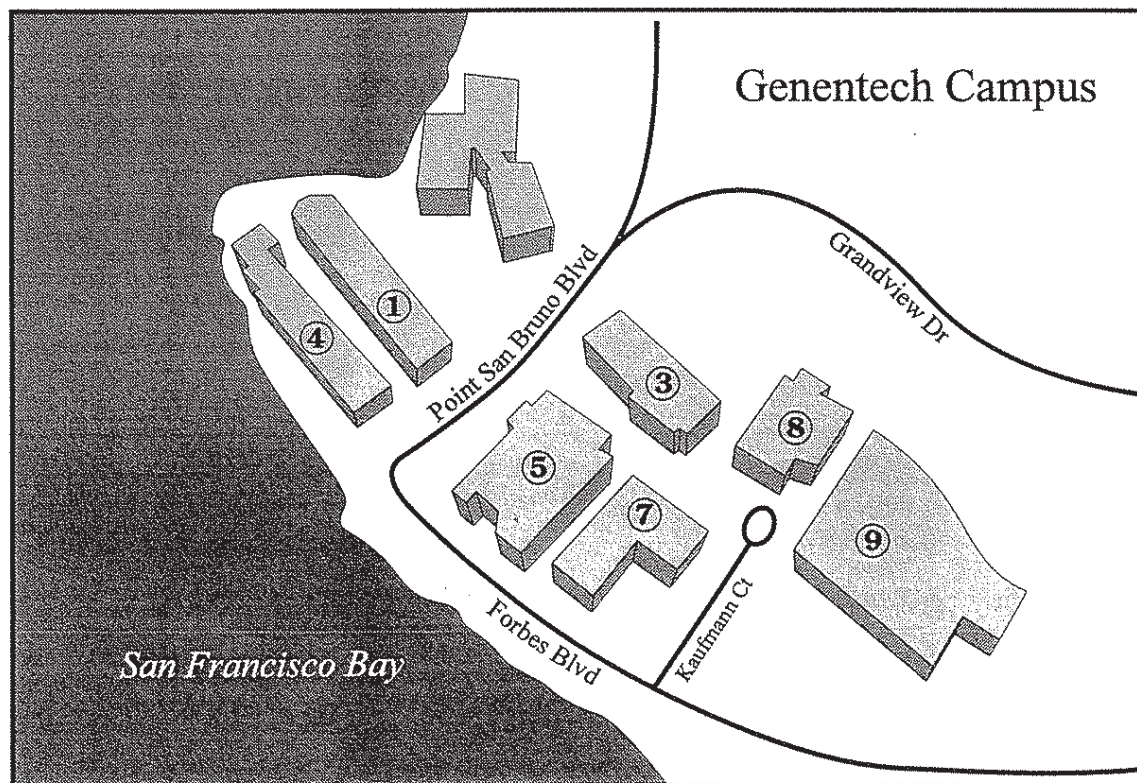 Genentech Campus
Grandview Dr
Point San Bruno Blvd
1
4
3
8
5
7
9
Kaufmann Ct
Forbes Blvd
San Francisco Bay